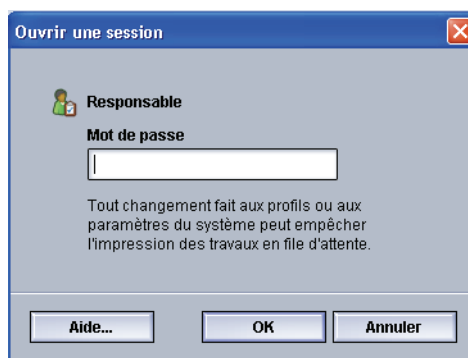 Ouvrir une session
Responsable
Mot de passe
Tout changement fait aux profils ou aux
paramètres du système peut empêcher
l'impression des travaux en file d'attente.
Aide...
OK
Annuler